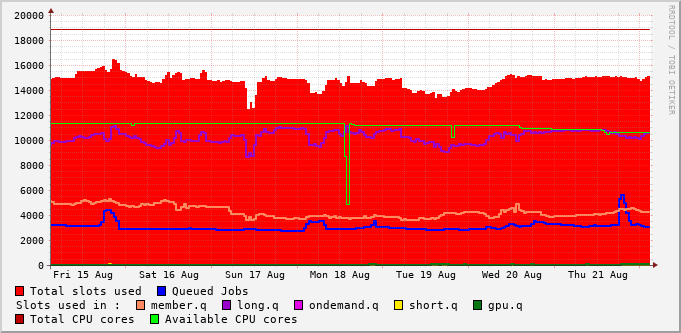 20000
18000
16000
14000
12000
10000
8000
6000
4000
2000
0
Fri 15 Aug Sat 16 Aug Sun 17 Aug Mon 18 Aug Tue 19 Aug Wed 20 Aug Thu 21 Aug
Total slots used Queued Jobs
Slots used in : member.q long.q ondemand.q short.q gpu.q
Total CPU cores Available CPU cores
RRDTOOL / TOBI OETIKER